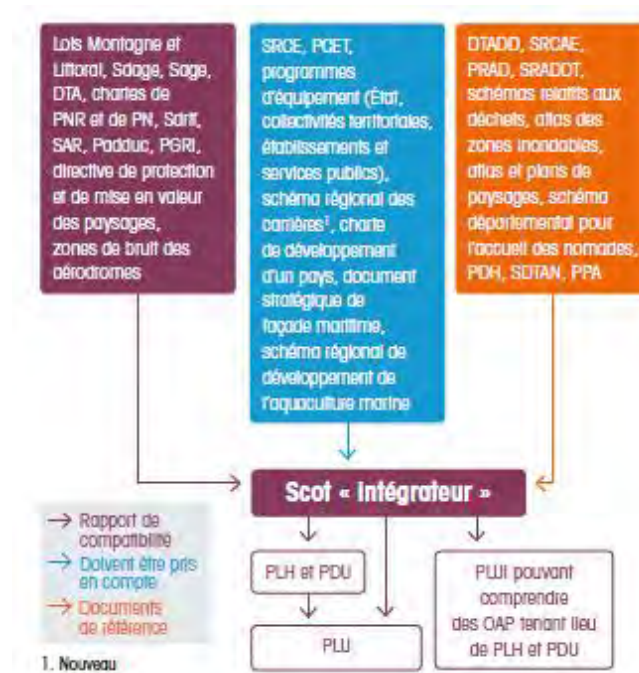 Lois Montagne et
Littoral, Sdage, Sage,
DTA, chartes de
PNR et de PN, Sdrif,
SAR, Padduc, PGRI,
directive de protection
et de mise en valeur
des paysages,
zones de bruit des
aérodromes
SRCE, PCET,
programmes
d'équipement (État,
collectivités territoriales,
établissements et
services publics),
schéma régional des
carrières¹, charte
de développement
d'un pays, document
stratégique de
façade maritime,
schéma régional de
développement de
l'aquaculture marine
DTADD, SRCAE,
PRAD, SRADDT,
schémas relatifs aux
déchets, atlas des
zones inondables,
atlas et plans de
paysages, schéma
départemental pour
l'accueil des nomades,
PDH, SDTAN, PPA
Scot « intégrateur »
→ Rapport de
compatibilité
→ Doivent être pris
en compte
→ Documents
de référence
1. Nouveau
PLH et PDU
PLU
PLUI pouvant
comprendre
des OAP tenant lieu
de PLH et PDU